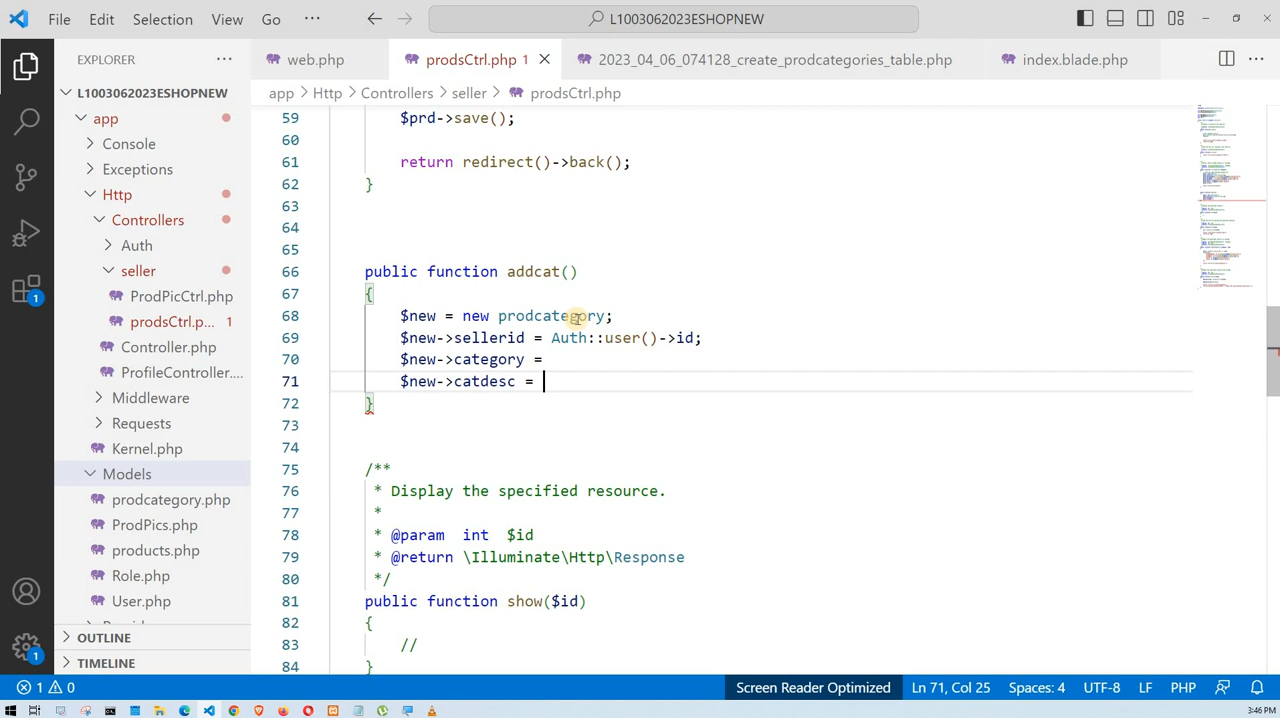 File Edit Selection View Go ··· L1003062023ESHOPNEW
EXPLORER ···
web.php
prodsCtrl.php 1
2023_04_06_074128_create_prodcategories_table.php
index.blade.php
···
L1003062023ESHOPNEW
app > Http > Controllers > seller > prodsCtrl.php
app
Console
Exceptions
Http
Controllers
Auth
seller
ProdPicCtrl.php
prodsCtrl.p... 1
Controller.php
ProfileController....
Middleware
Requests
Kernel.php
Models
prodcategory.php
ProdPics.php
products.php
Role.php
User.php
OUTLINE
TIMELINE
1
1
59 $prd->save();
60
61 return redirect()->back();
62 }
63
64
65
66 public function addcat()
67 {
68 $new = new prodcategory;
69 $new->sellerid = Auth::user()->id;
70 $new->category =
71 $new->catdesc =
72 }
73
74
75 /**
76 * Display the specified resource.
77 *
78 * @param int $id
79 * @return \Illuminate\Http\Response
80 */
81 public function show($id)
82 {
83 //
84 }
1 0 Screen Reader Optimized Ln 71, Col 25 Spaces: 4 UTF-8 LF PHP
3:46 PM